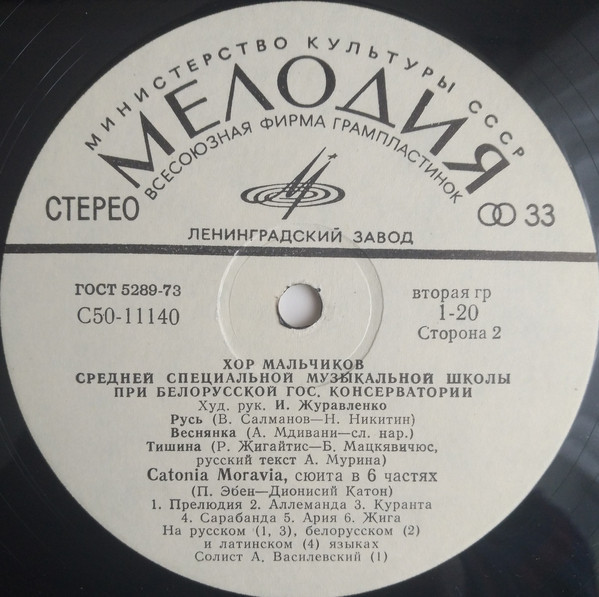 МИНИСТЕРСТВО КУЛЬТУРЫ СССР
МЕЛОДИЯ
ВСЕСОЮЗНАЯ ФИРМА ГРАМПЛАСТИНОК
СТЕРЕО
33
ЛЕНИНГРАДСКИЙ ЗАВОД
ГОСТ 5289-73
С50-11140
вторая гр
1-20
Сторона 2
ХОР МАЛЬЧИКОВ
СРЕДНЕЙ СПЕЦИАЛЬНОЙ МУЗЫКАЛЬНОЙ ШКОЛЫ
ПРИ БЕЛОРУССКОЙ ГОС. КОНСЕРВАТОРИИ
Худ. рук. И. Журавленко
Русь (В. Салманов—Н. Никитин)
Веснянка (А. Мдивани—сл. нар.)
Тишина (Р. Жигайтис—Б. Мацкявичюс,
русский текст А. Мурина)
Catonia Moravia, сюита в 6 частях
(П. Эбен—Дионисий Катон)
1. Прелюдия 2. Аллеманда 3. Куранта
4. Сарабанда 5. Ария 6. Жига
На русском (1, 3), белорусском (2)
и латинском (4) языках
Солист А. Василевский (1)